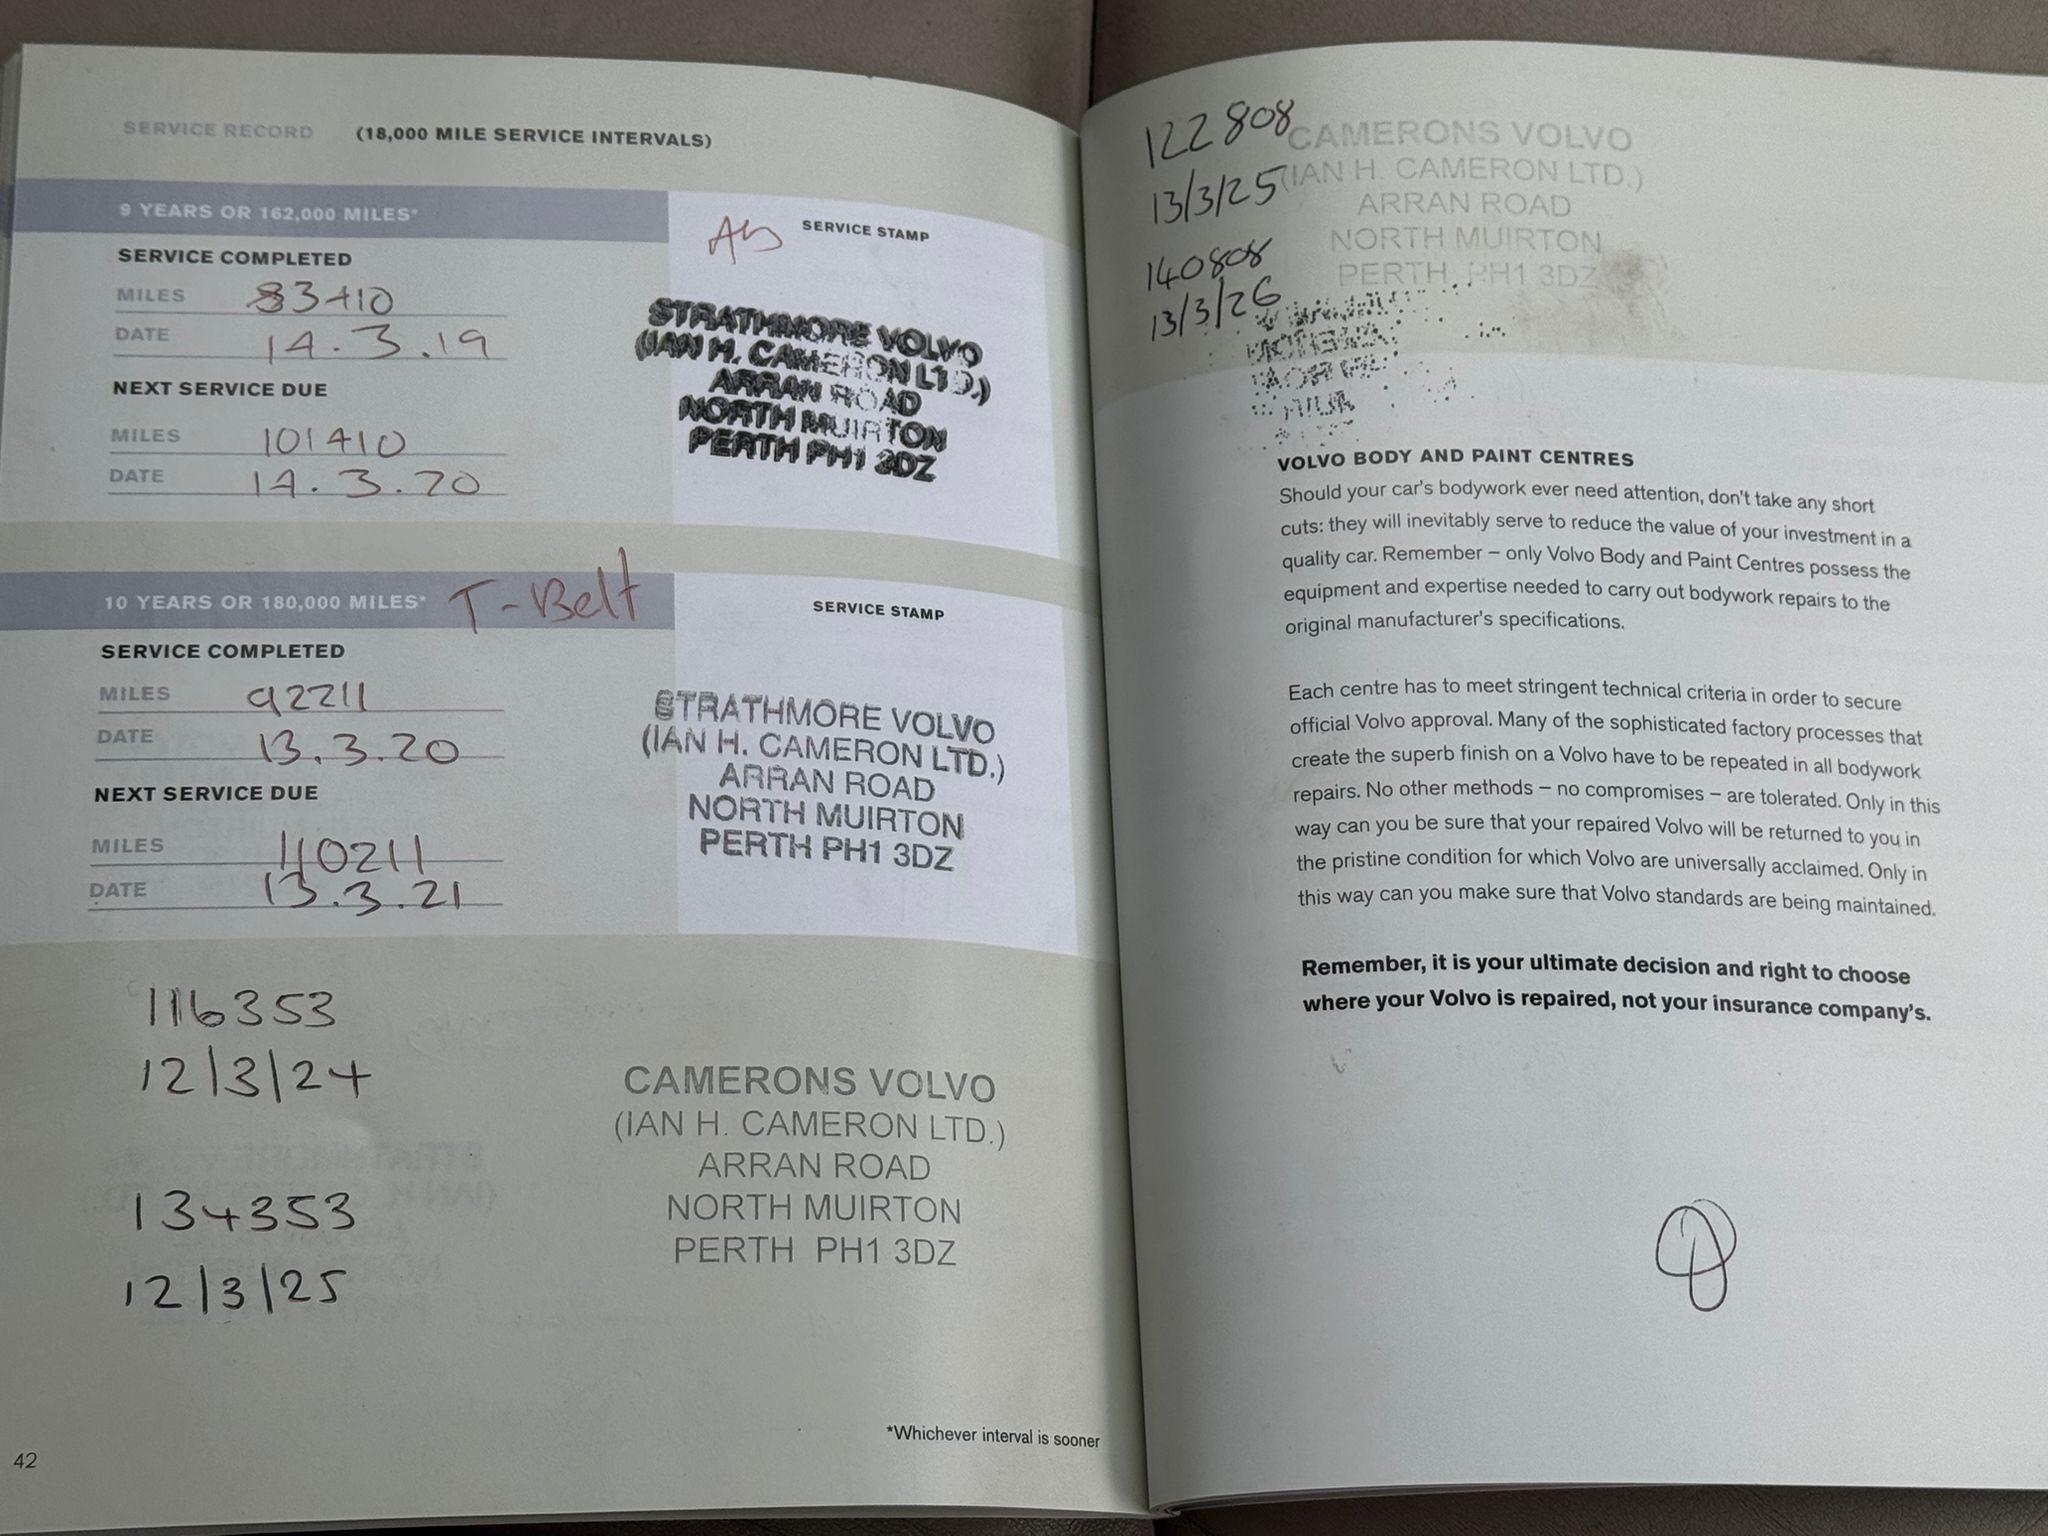 SERVICE RECORD (18,000 MILE SERVICE INTERVALS)
9 YEARS OR 162,000 MILES*
SERVICE STAMP
SERVICE COMPLETED
MILES 83410
DATE 14.3.19
NEXT SERVICE DUE
MILES 101410
DATE 14.3.20
STRATHMORE VOLVO
(IAN H. CAMERON LTD.)
ARRAN ROAD
NORTH MUIRTON
PERTH PH1 3DZ
10 YEARS OR 180,000 MILES* T-Belt
SERVICE STAMP
SERVICE COMPLETED
MILES 92211
DATE 13.3.20
NEXT SERVICE DUE
MILES 110211
DATE 13.3.21
STRATHMORE VOLVO
(IAN H. CAMERON LTD.)
ARRAN ROAD
NORTH MUIRTON
PERTH PH1 3DZ
116353
12/3/24
134353
12/3/25
CAMERONS VOLVO
(IAN H. CAMERON LTD.)
ARRAN ROAD
NORTH MUIRTON
PERTH PH1 3DZ
*Whichever interval is sooner
42
122808
13/3/25
140808
13/3/26
CAMERONS VOLVO
(IAN H. CAMERON LTD.)
ARRAN ROAD
NORTH MUIRTON
PERTH PH1 3DZ
VOLVO BODY AND PAINT CENTRES
Should your car's bodywork ever need attention, don't take any short
cuts: they will inevitably serve to reduce the value of your investment in a
quality car. Remember – only Volvo Body and Paint Centres possess the
equipment and expertise needed to carry out bodywork repairs to the
original manufacturer's specifications.
Each centre has to meet stringent technical criteria in order to secure
official Volvo approval. Many of the sophisticated factory processes that
create the superb finish on a Volvo have to be repeated in all bodywork
repairs. No other methods – no compromises – are tolerated. Only in this
way can you be sure that your repaired Volvo will be returned to you in
the pristine condition for which Volvo are universally acclaimed. Only in
this way can you make sure that Volvo standards are being maintained.
Remember, it is your ultimate decision and right to choose
where your Volvo is repaired, not your insurance company's.